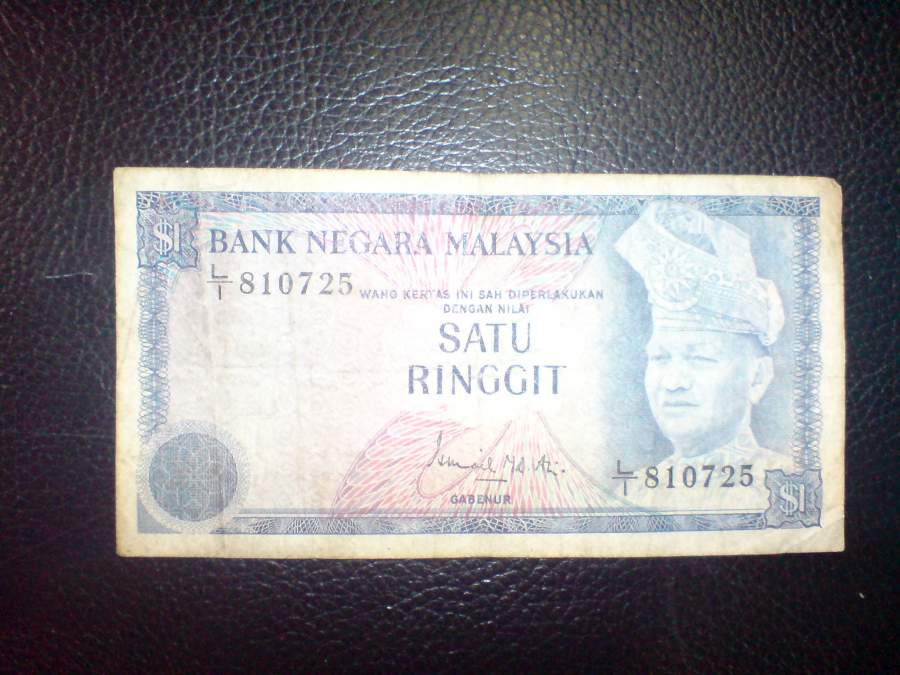 $1
BANK NEGARA MALAYSIA
L/1 810725
WANG KERTAS INI SAH DIPERLAKUKAN
DENGAN NILAI
SATU
RINGGIT
GABENUR
L/1 810725
$1